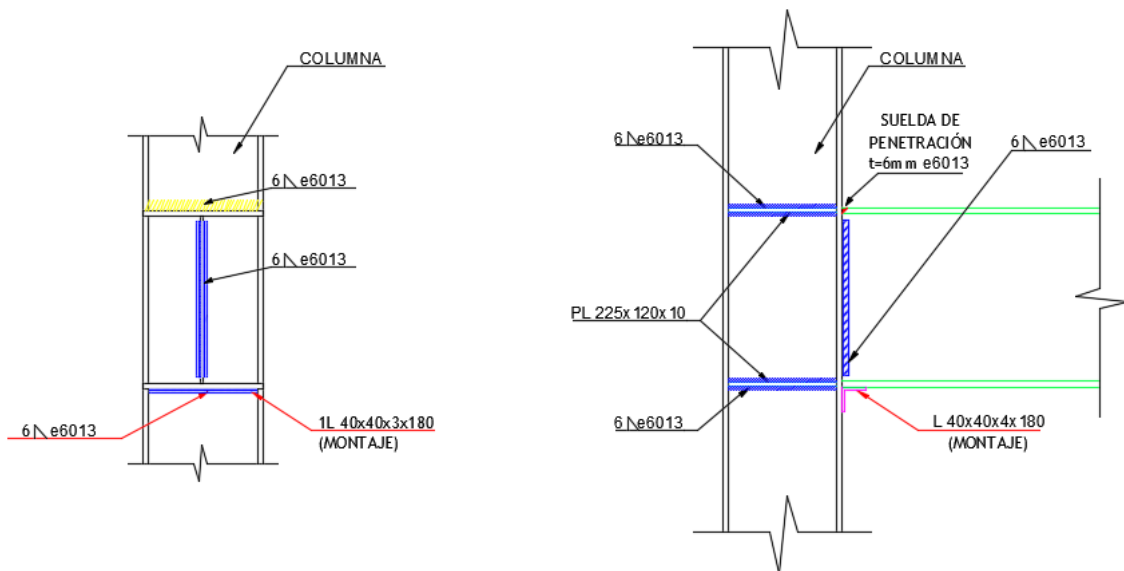 COLUMNA
6 e6013
6 e6013
6 e6013
1L 40x40x3x180
(MONTAJE)
COLUMNA
SUELDA DE
PENETRACIÓN
t=6mm e6013
6 e6013
6 e6013
PL 225x120x10
6 e6013
L 40x40x4x180
(MONTAJE)